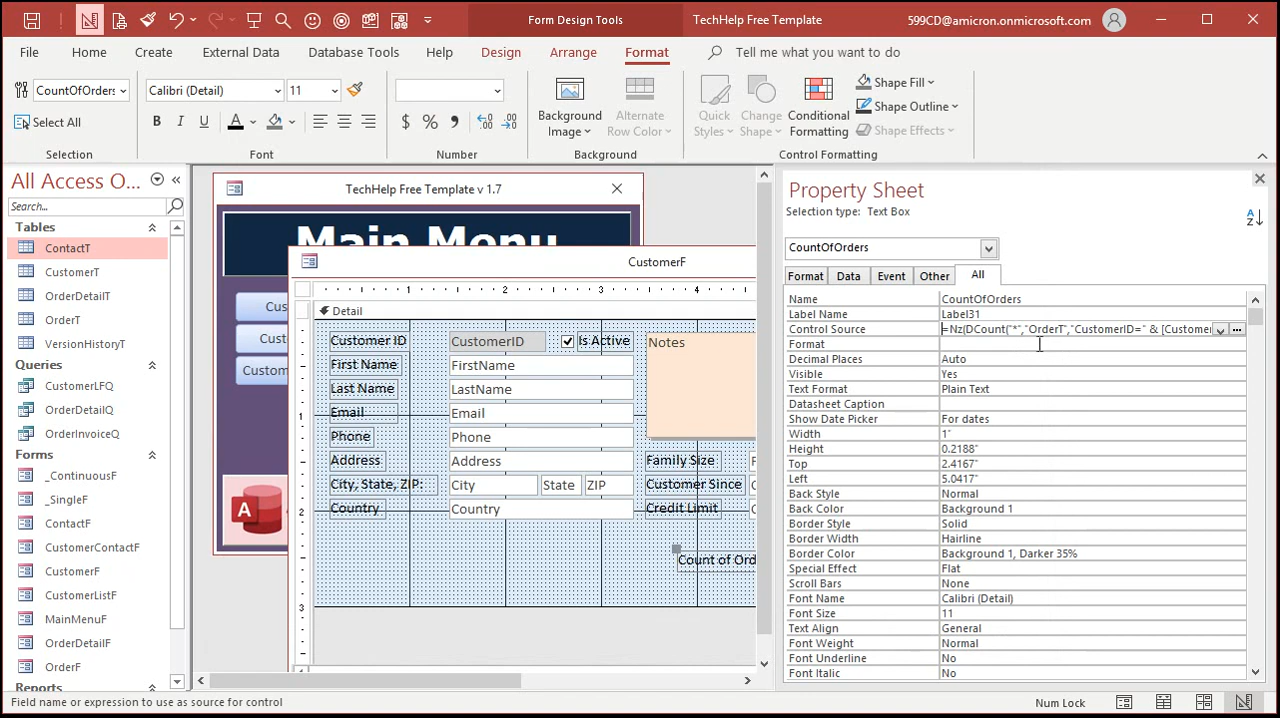 Form Design Tools
TechHelp Free Template
599CD@amicron.onmicrosoft.com
File
Home
Create
External Data
Database Tools
Help
Design
Arrange
Format
Tell me what you want to do
CountOfOrders
Select All
Selection
Calibri (Detail)
11
B I U A
Font
$ % 9
Number
Background
Image
Alternate
Row Color
Background
Quick
Styles
Change
Shape
Conditional
Formatting
Shape Fill
Shape Outline
Shape Effects
Control Formatting
All Access O...
Search...
Tables
ContactT
CustomerT
OrderDetailT
OrderT
VersionHistoryT
Queries
CustomerLFQ
OrderDetailQ
OrderInvoiceQ
Forms
_ContinuousF
_SingleF
ContactF
CustomerContactF
CustomerF
CustomerListF
MainMenuF
OrderDetailF
OrderF
Reports
TechHelp Free Template v 1.7
Main Menu
Cus
Cust
Custom
A
CustomerF
1 2 3 4
Detail
1
2
3
Customer ID
CustomerID
Is Active
Notes
First Name
FirstName
Last Name
LastName
Email
Email
Phone
Phone
Address
Address
Family Size
F
City, State, ZIP:
City
State
ZIP
Customer Since
C
Country
Country
Credit Limit
C
Count of Ord
Property Sheet
Selection type: Text Box
A
Z
CountOfOrders
Format
Data
Event
Other
All
Name CountOfOrders
Label Name Label31
Control Source =Nz(DCount("*","OrderT","CustomerID=" & [Customer
Format
Decimal Places Auto
Visible Yes
Text Format Plain Text
Datasheet Caption
Show Date Picker For dates
Width 1"
Height 0.2188"
Top 2.4167"
Left 5.0417"
Back Style Normal
Back Color Background 1
Border Style Solid
Border Width Hairline
Border Color Background 1, Darker 35%
Special Effect Flat
Scroll Bars None
Font Name Calibri (Detail)
Font Size 11
Text Align General
Font Weight Normal
Font Underline No
Font Italic No
Field name or expression to use as source for control
Num Lock